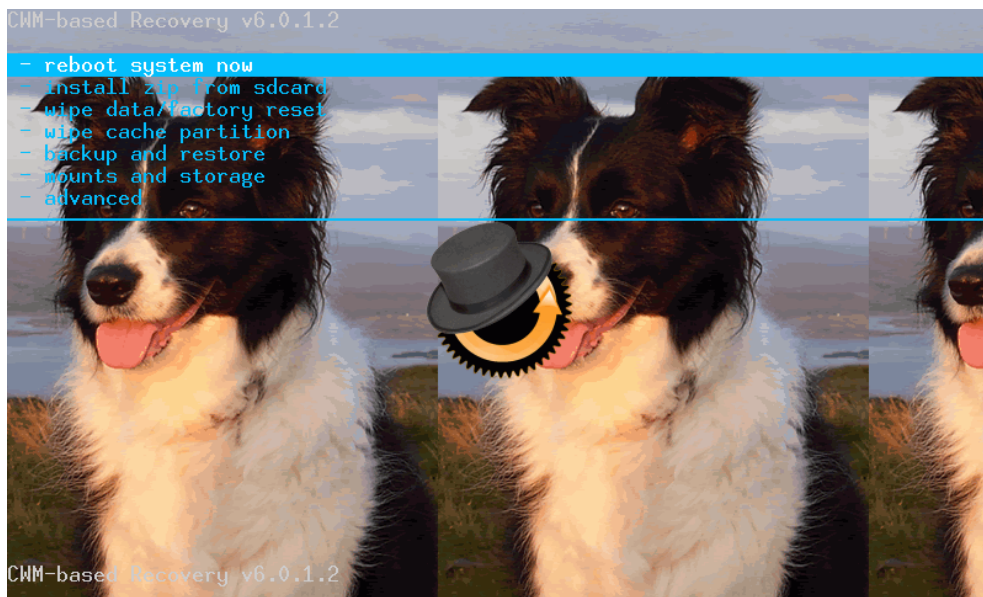 CWM-based Recovery v6.0.1.2
- reboot system now
- install zip from sdcard
- wipe data/factory reset
- wipe cache partition
- backup and restore
- mounts and storage
- advanced
CWM-based Recovery v6.0.1.2